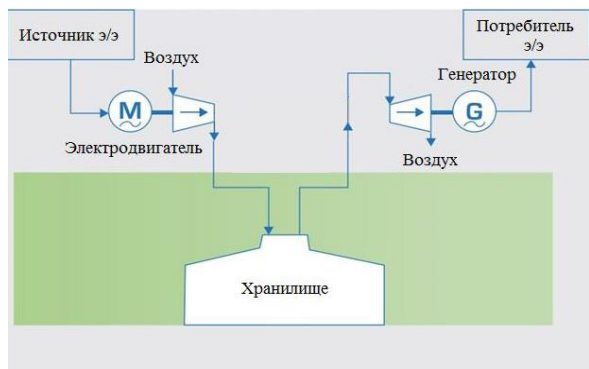 Источник э/э
Потребитель
э/э
Воздух
Генератор
M
G
Электродвигатель
Воздух
Хранилище